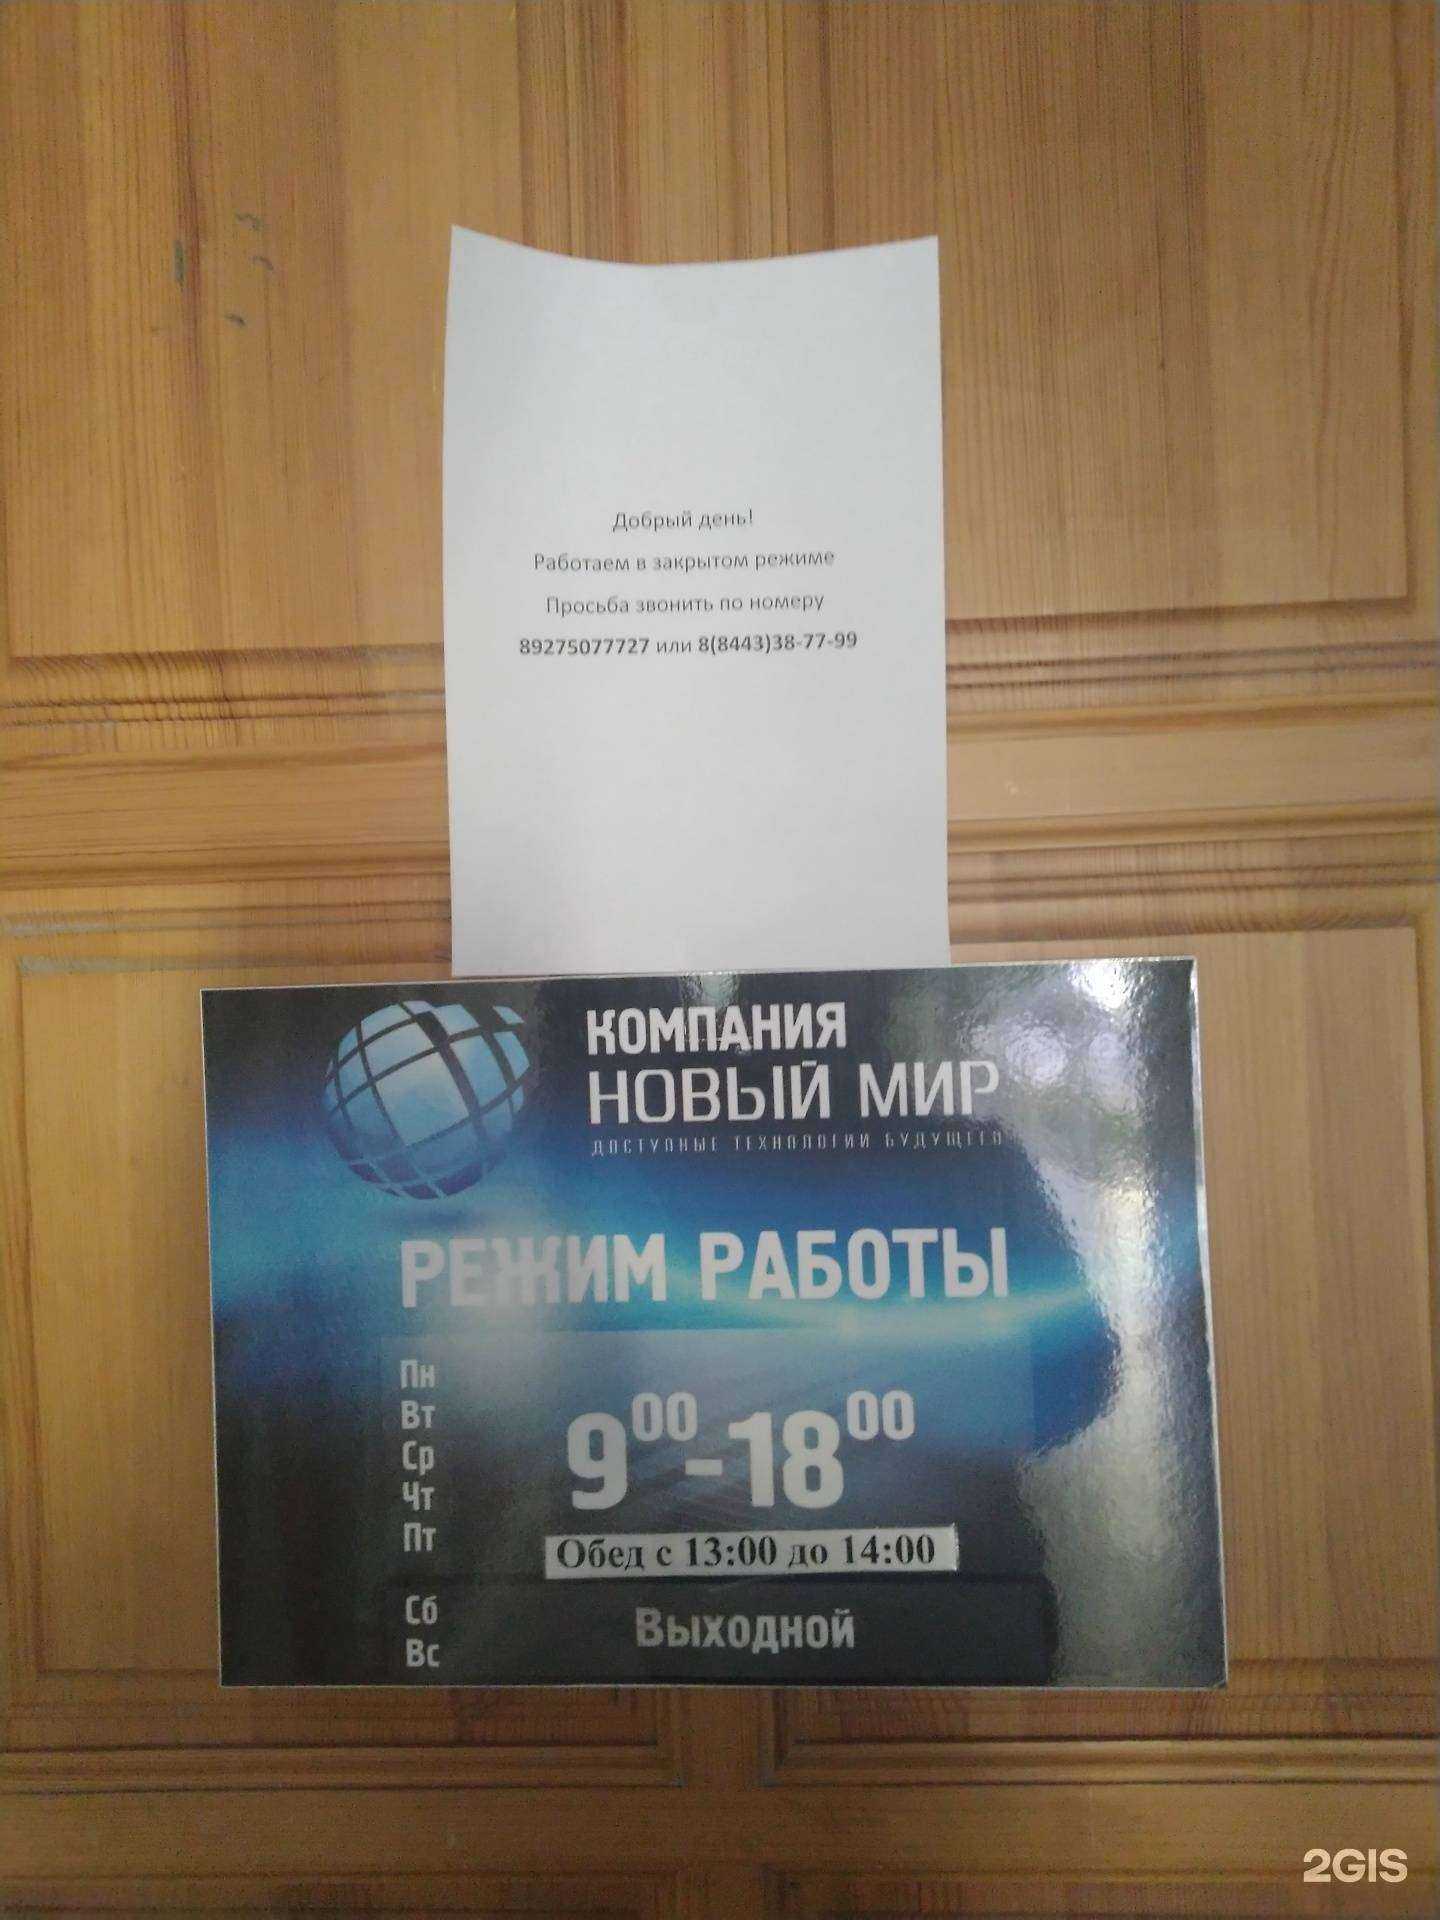 Добрый день!
Работаем в закрытом режиме
Просьба звонить по номеру
89275077727 или 8(8443)38-77-99
КОМПАНИЯ
НОВЫЙ МИР
ДОСТУПНЫЕ ТЕХНОЛОГИИ БУДУЩЕГО
РЕЖИМ РАБОТЫ
Пн
Вт
Ср
Чт
Пт
9⁰⁰-18⁰⁰
Обед с 13:00 до 14:00
Сб
Вс
Выходной
2GIS